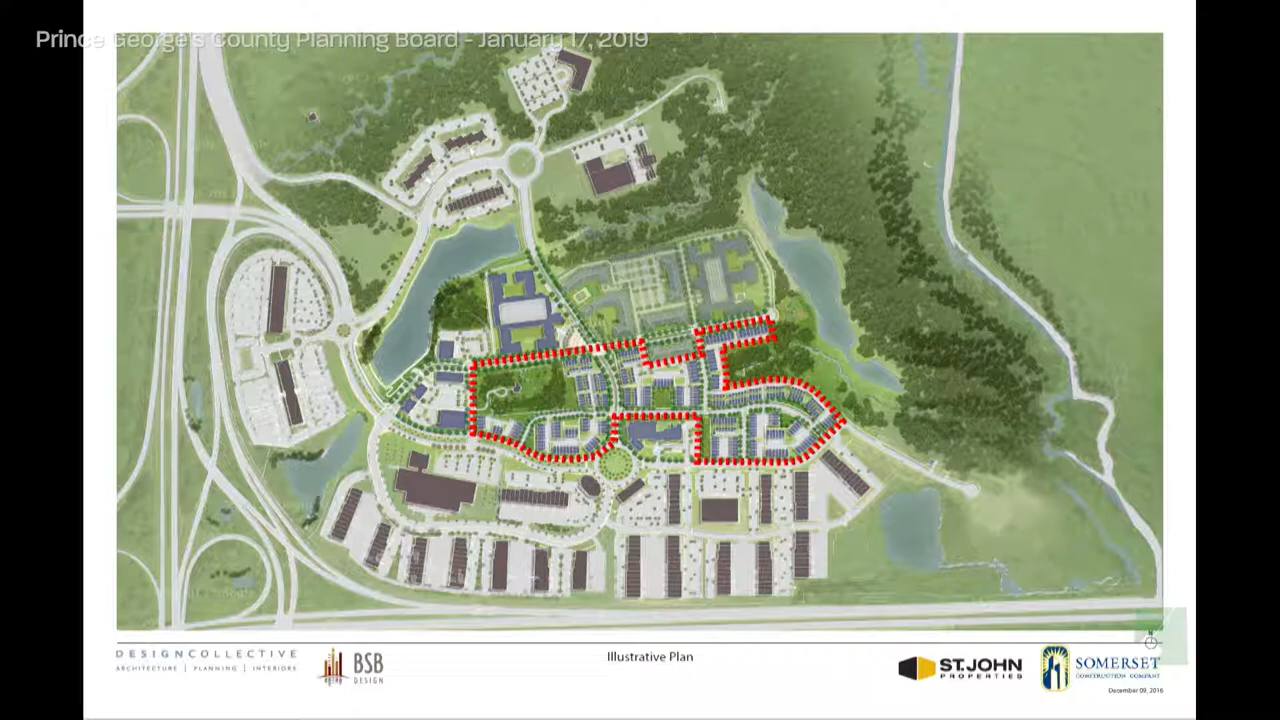 Prince George's County Planning Board - January 17, 2019
DESIGNCOLLECTIVE
ARCHITECTURE | PLANNING | INTERIORS
BSB
DESIGN
Illustrative Plan
ST.JOHN
PROPERTIES
SOMERSET
CONSTRUCTION COMPANY
December 09, 2016